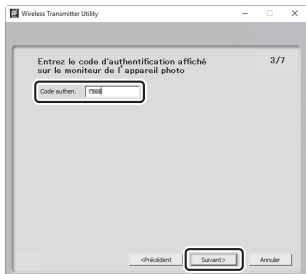 Wireless Transmitter Utility
Entrez le code d'authentification affiché
sur le moniteur de l'appareil photo
3/7
Code authen.
<Précédent
Suivant>
Annuler